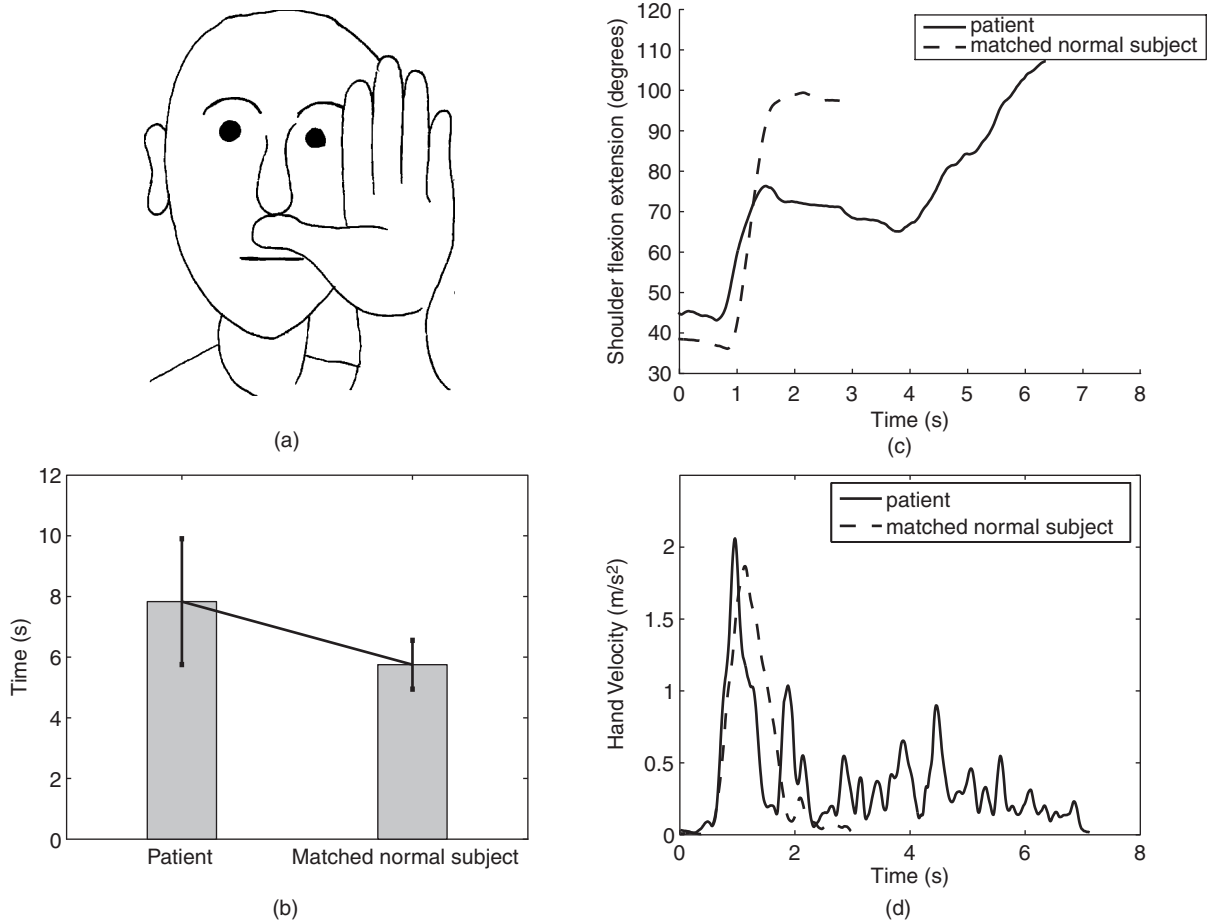 (a)
12
10
8
6
4
2
0
Time (s)
Patient
Matched normal subject
(b)
patient
matched normal subject
120
110
100
90
80
70
60
50
40
30
Shoulder flexion extension (degrees)
0 1 2 3 4 5 6 7 8
Time (s)
(c)
patient
matched normal subject
2
1.5
1
0.5
0
Hand Velocity (m/s²)
0 2 4 6 8
Time (s)
(d)